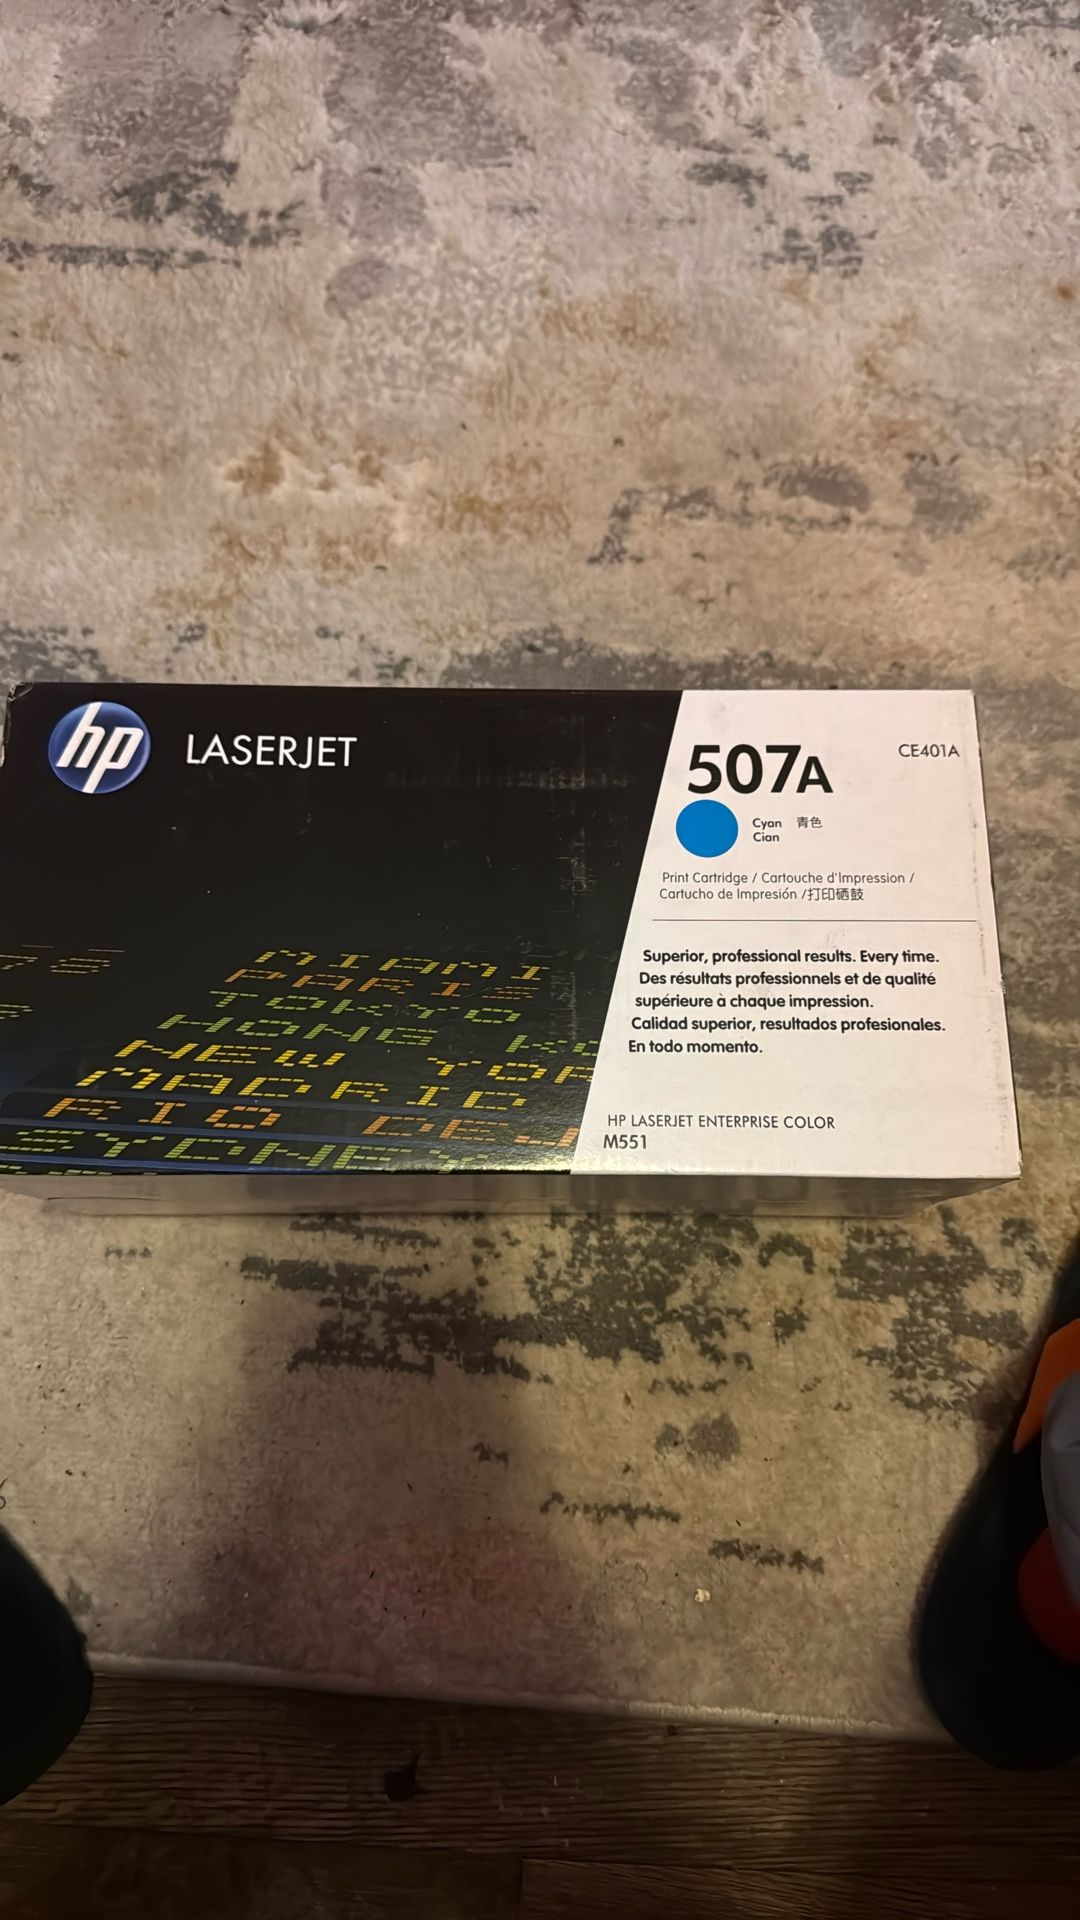 hp
LASERJET
507A
CE401A
Cyan 青色
Cian
Print Cartridge / Cartouche d'Impression /
Cartucho de Impresión /打印硒鼓
Superior, professional results. Every time.
Des résultats professionnels et de qualité
supérieure à chaque impression.
Calidad superior, resultados profesionales.
En todo momento.
HP LASERJET ENTERPRISE COLOR
M551
MIAMI
PARIS
TOKYO
HONG
NEW YOR
MADRID
RIO DEJ
SYDNEY